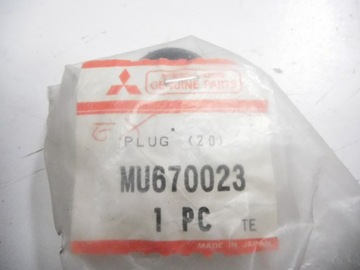 GENUINE PARTS
PLUG (20)
MU670023
1 PC TE
MADE IN JAPAN